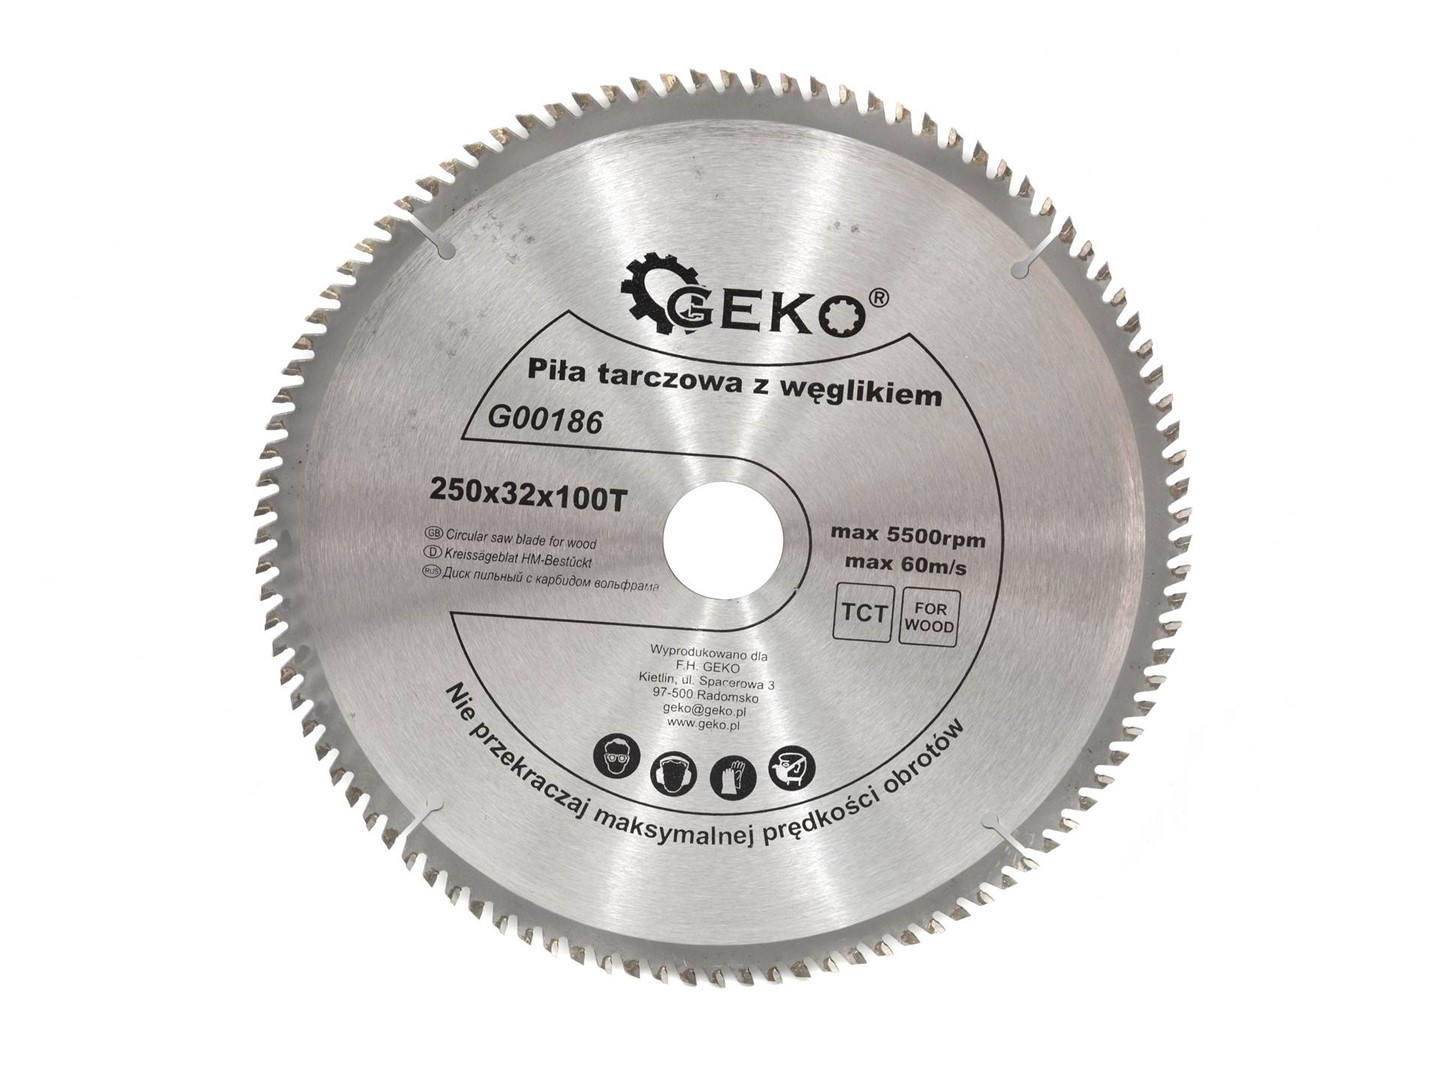 GEKO®
Piła tarczowa z węglikiem
G00186
250x32x100T
GB Circular saw blade for wood
D Kreissägeblat HM-Bestückt
RUS Диск пильный с карбидом вольфрама
max 5500rpm
max 60m/s
TCT
FOR
WOOD
Wyprodukowano dla
F.H. GEKO
Kietlin, ul. Spacerowa 3
97-500 Radomsko
geko@geko.pl
www.geko.pl
Nie przekraczaj maksymalnej prędkości obrotów